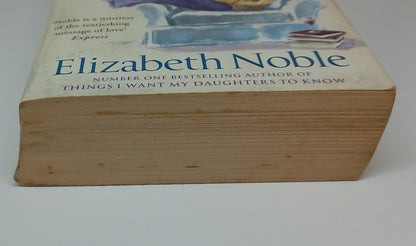 'Noble is a mistress
of the tearjerking
message of love'
Express
Elizabeth Noble
NUMBER ONE BESTSELLING AUTHOR OF
THINGS I WANT MY DAUGHTERS TO KNOW